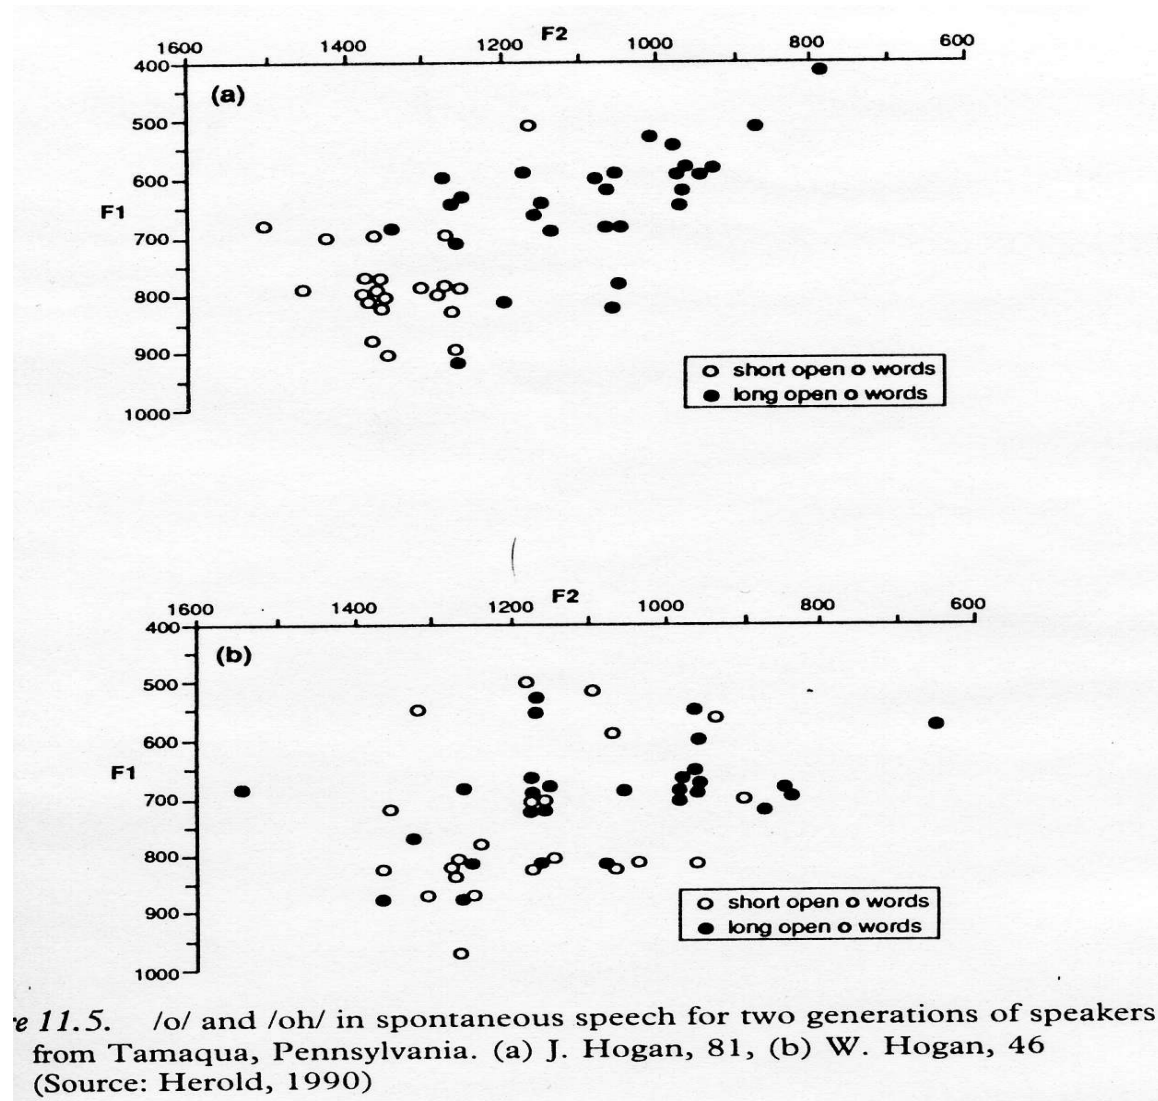 F2
1600 1400 1200 1000 800 600
400
(a)
500
600
F1
700
800
900
short open o words
long open o words
1000
F2
1600 1400 1200 1000 800 600
400
(b)
500
600
F1
700
800
900
short open o words
long open o words
1000
re 11.5. /o/ and /oh/ in spontaneous speech for two generations of speakers
from Tamaqua, Pennsylvania. (a) J. Hogan, 81, (b) W. Hogan, 46
(Source: Herold, 1990)